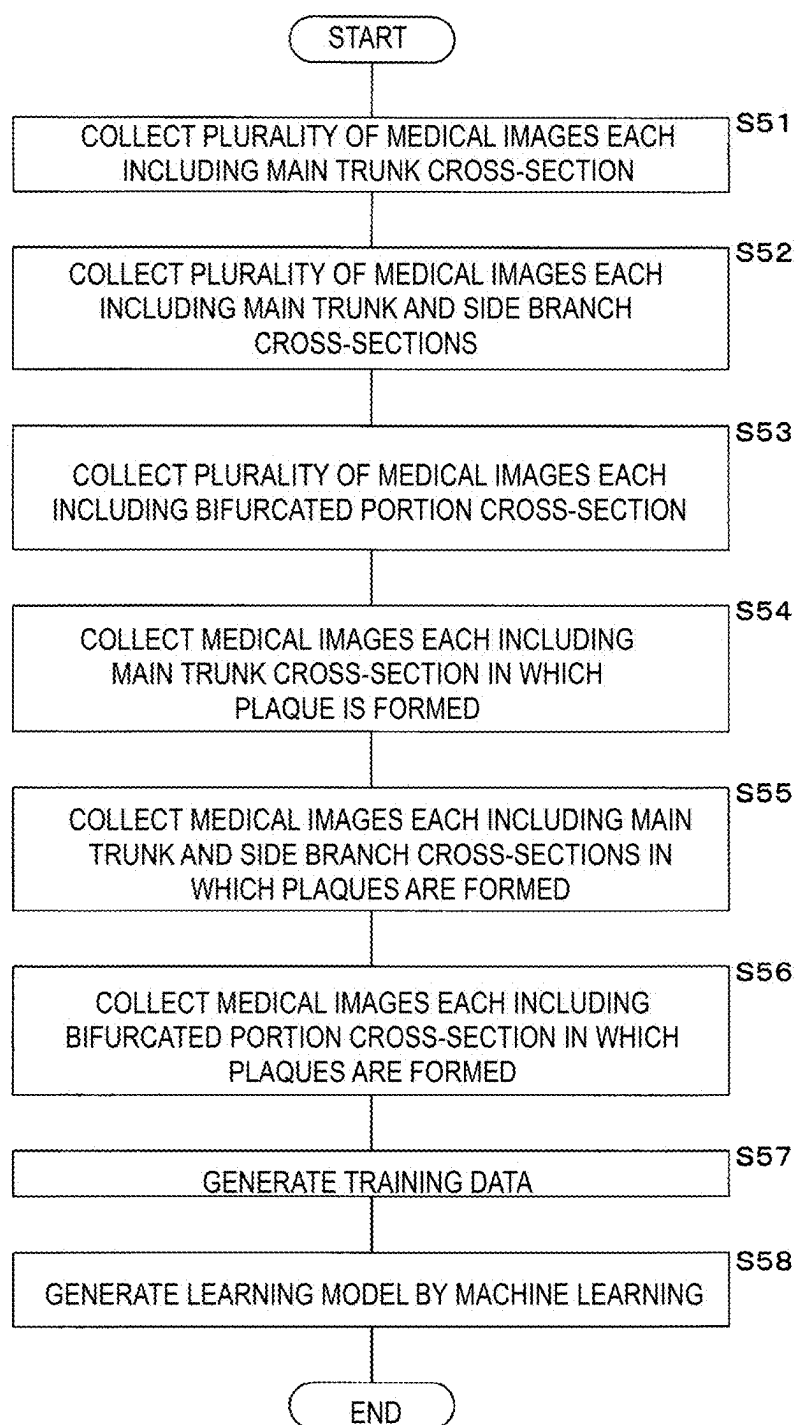 START
S51
COLLECT PLURALITY OF MEDICAL IMAGES EACH
INCLUDING MAIN TRUNK CROSS-SECTION
S52
COLLECT PLURALITY OF MEDICAL IMAGES EACH
INCLUDING MAIN TRUNK AND SIDE BRANCH
CROSS-SECTIONS
S53
COLLECT PLURALITY OF MEDICAL IMAGES EACH
INCLUDING BIFURCATED PORTION CROSS-SECTION
S54
COLLECT MEDICAL IMAGES EACH INCLUDING
MAIN TRUNK CROSS-SECTION IN WHICH
PLAQUE IS FORMED
S55
COLLECT MEDICAL IMAGES EACH INCLUDING MAIN
TRUNK AND SIDE BRANCH CROSS-SECTIONS IN
WHICH PLAQUES ARE FORMED
S56
COLLECT MEDICAL IMAGES EACH INCLUDING
BIFURCATED PORTION CROSS-SECTION IN WHICH
PLAQUES ARE FORMED
S57
GENERATE TRAINING DATA
S58
GENERATE LEARNING MODEL BY MACHINE LEARNING
END